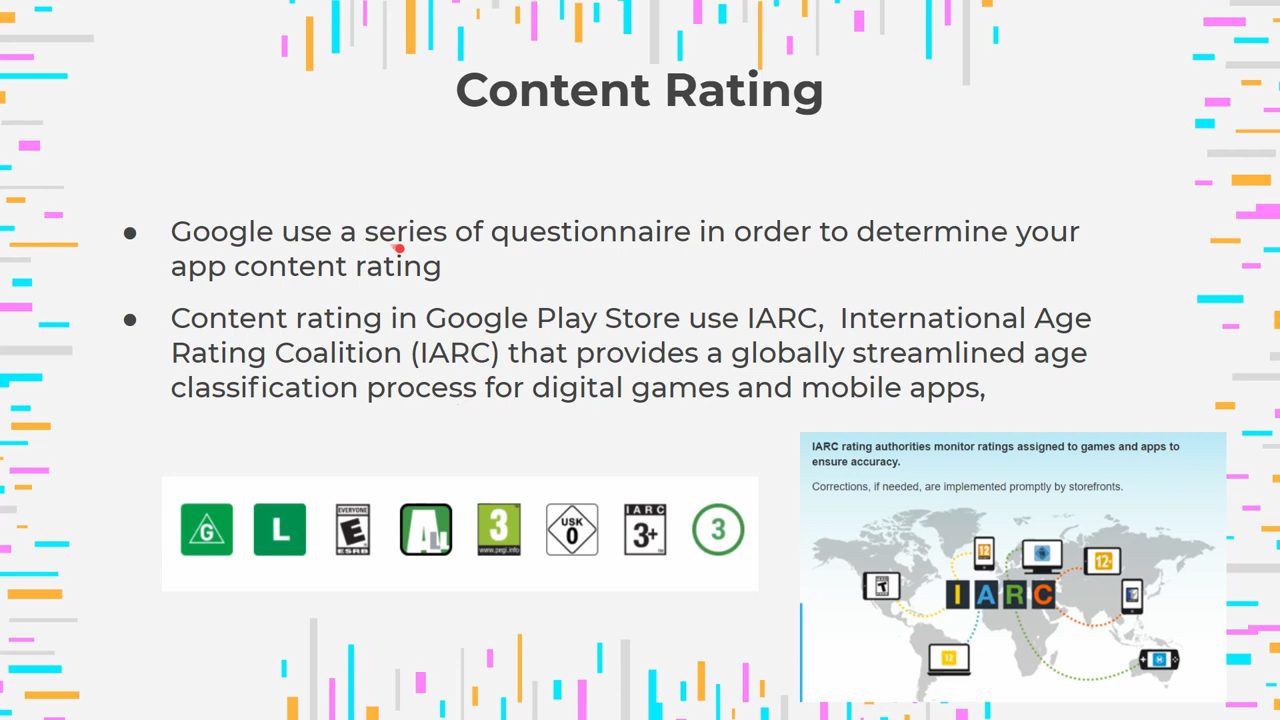 Content Rating
● Google use a series of questionnaire in order to determine your
app content rating
● Content rating in Google Play Store use IARC,  International Age
Rating Coalition (IARC) that provides a globally streamlined age
classification process for digital games and mobile apps,
IARC rating authorities monitor ratings assigned to games and apps to
ensure accuracy.
Corrections, if needed, are implemented promptly by storefronts.
G
L
EVERYONE
E
ESRB
AL
3
www.pegi.info
USK
0
IARC
3+
3
12
12+
T
IARC
12